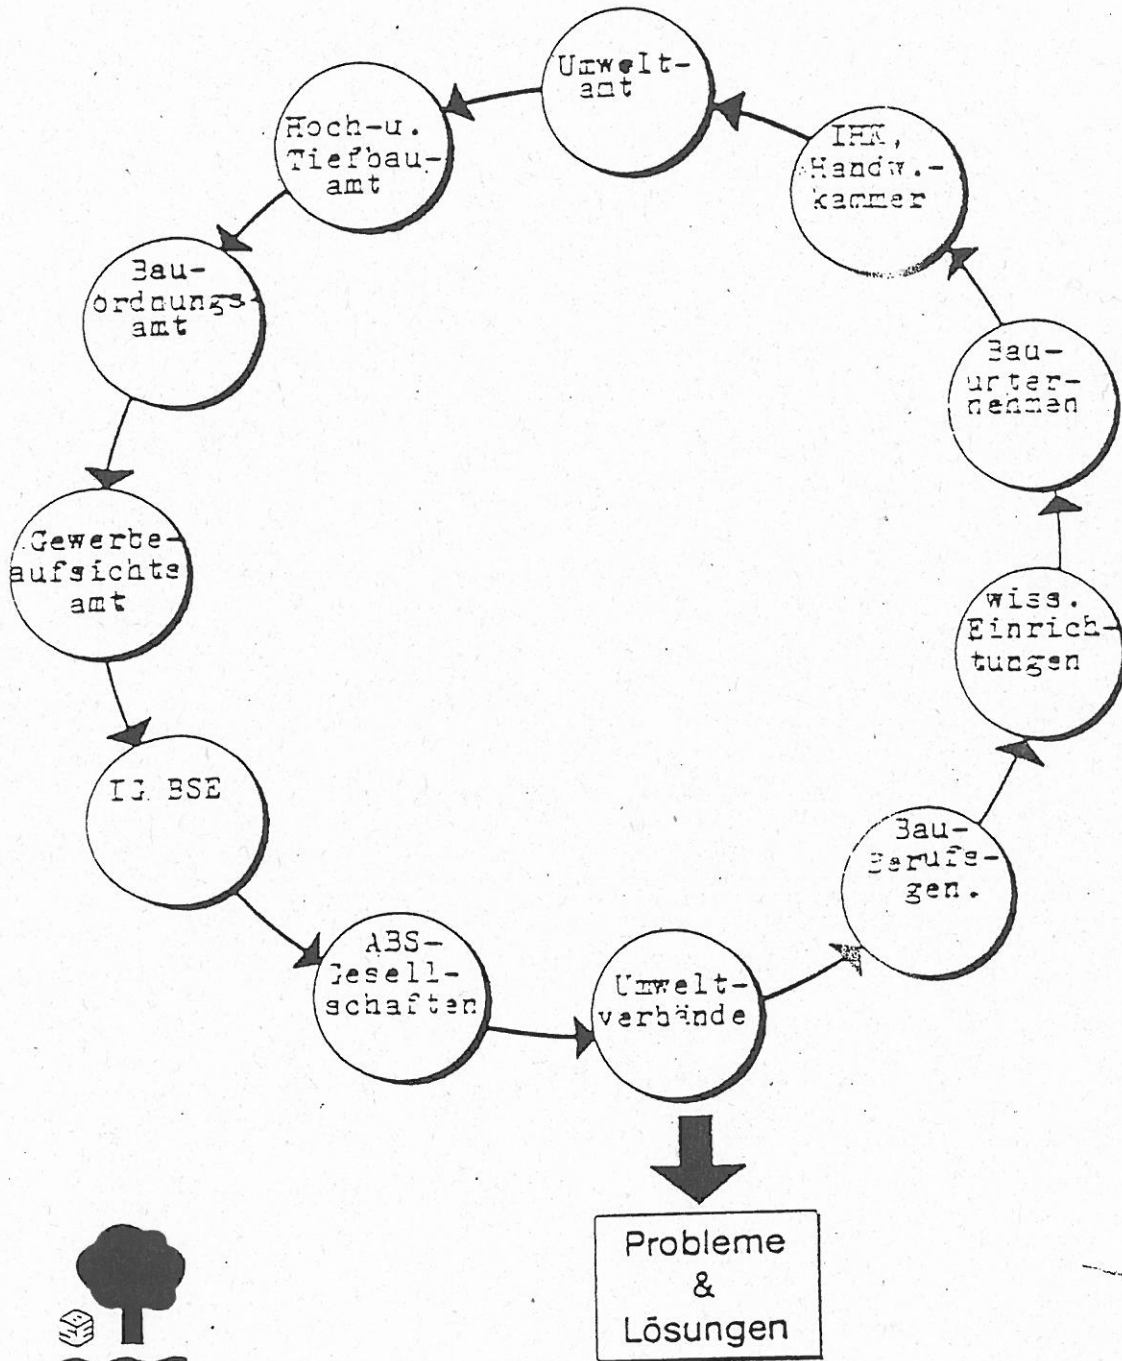 Umwelt-
amt
Hoch-u.
Tiefbau-
amt
IHK,
Handw.-
kammer
Bau-
ordnungs-
amt
Bau-
unter-
nehmen
Gewerbe-
aufsichts
amt
wiss.
Einrich-
tungen
IG BSE
Bau-
Berufs-
gen.
ABS-
Gesell-
schaften
Umwelt-
verbände
Probleme
&
Lösungen